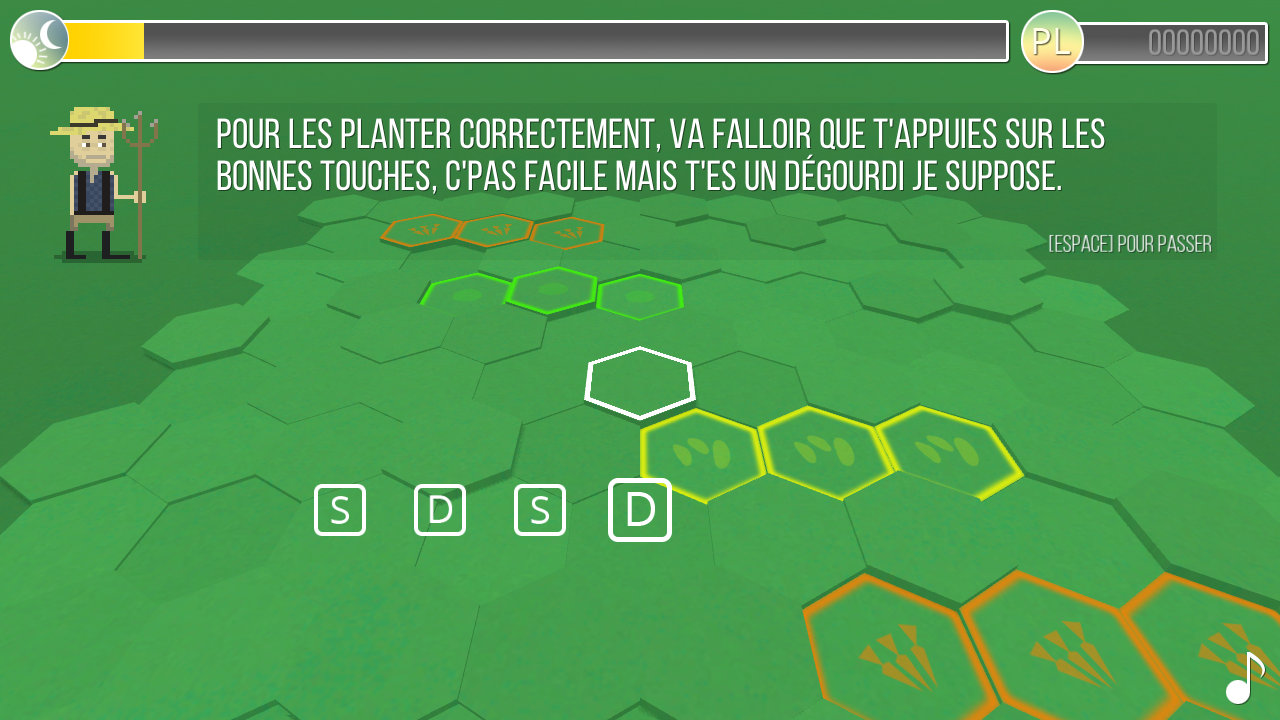 PL 00000000
POUR LES PLANTER CORRECTEMENT, VA FALLOIR QUE T'APPUIES SUR LES
BONNES TOUCHES, C'PAS FACILE MAIS T'ES UN DÉGOURDI JE SUPPOSE.
[ESPACE] POUR PASSER
S D S D